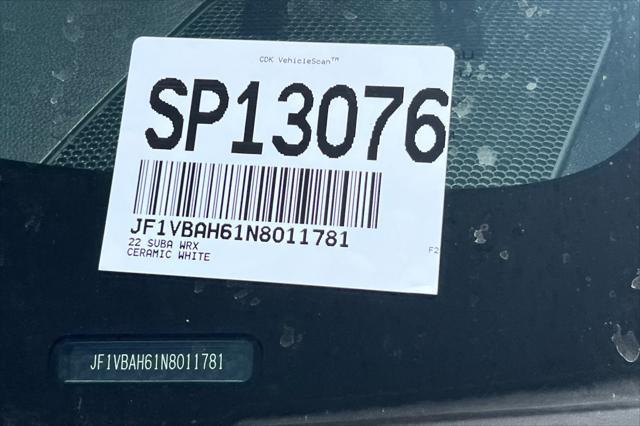 CDK VehicleScan™
SP13076
JF1VBAH61N8011781
22 SUBA WRX
CERAMIC WHITE
F2
JF1VBAH61N8011781